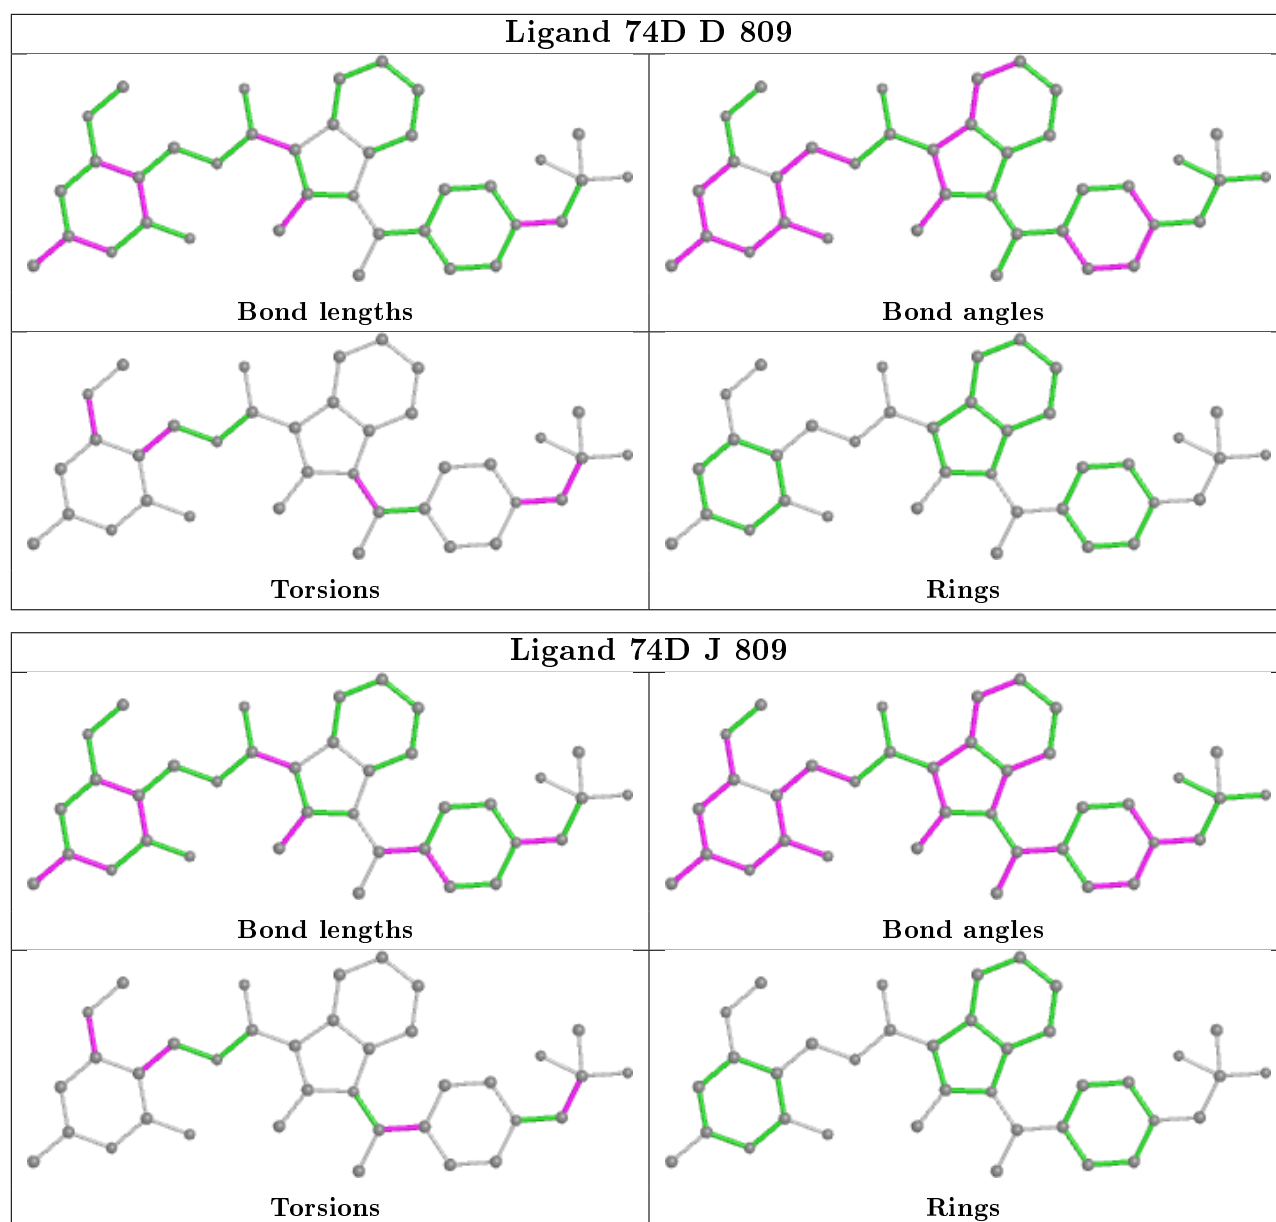 Ligand 74D D 809
Bond lengths
Bond angles
Torsions
Rings
Ligand 74D J 809
Bond lengths
Bond angles
Torsions
Rings